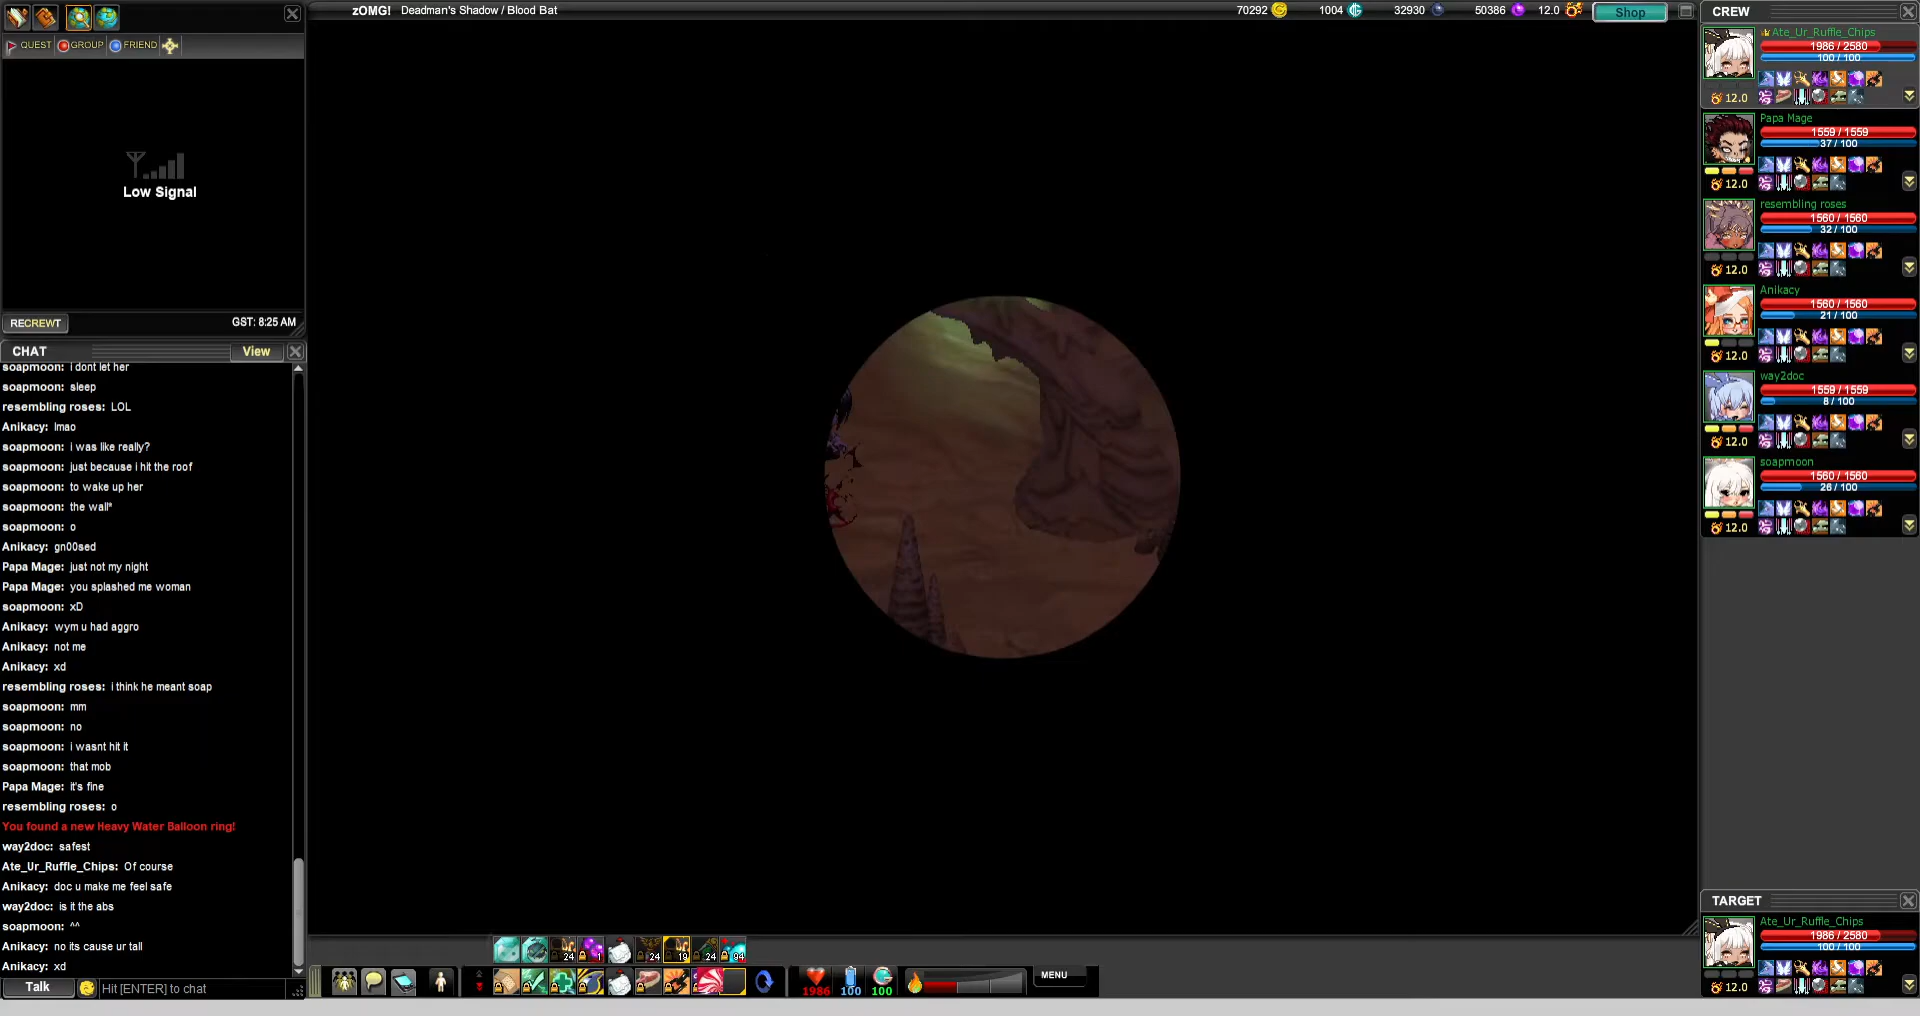 zOMG! Deadman's Shadow / Blood Bat
70292 1004 32930 50386 12.0 Shop
QUEST GROUP FRIEND
Low Signal
RECREWT GST: 8:25 AM
CHAT View
soapmoon: i dont let her
soapmoon: sleep
resembling roses: LOL
Anikacy: lmao
soapmoon: i was like really?
soapmoon: just because i hit the roof
soapmoon: to wake up her
soapmoon: the wall*
soapmoon: o
Anikacy: gn00sed
Papa Mage: just not my night
Papa Mage: you splashed me woman
soapmoon: xD
Anikacy: wym u had aggro
Anikacy: not me
Anikacy: xd
resembling roses: i think he meant soap
soapmoon: mm
soapmoon: no
soapmoon: i wasnt hit it
soapmoon: that mob
Papa Mage: it's fine
resembling roses: o
You found a new Heavy Water Balloon ring!
way2doc: safest
Ate_Ur_Ruffle_Chips: Of course
Anikacy: doc u make me feel safe
way2doc: is it the abs
soapmoon: ^^
Anikacy: no its cause ur tall
Anikacy: xd
Talk Hit [ENTER] to chat
24 1 24 19 24 94
1986 100 100
MENU
CREW
Ate_Ur_Ruffle_Chips
1986 / 2580
100 / 100
12.0
Papa Mage
1559 / 1559
37 / 100
12.0
resembling roses
1560 / 1560
32 / 100
12.0
Anikacy
1560 / 1560
21 / 100
12.0
way2doc
1559 / 1559
8 / 100
12.0
soapmoon
1560 / 1560
26 / 100
12.0
TARGET
Ate_Ur_Ruffle_Chips
1986 / 2580
100 / 100
12.0